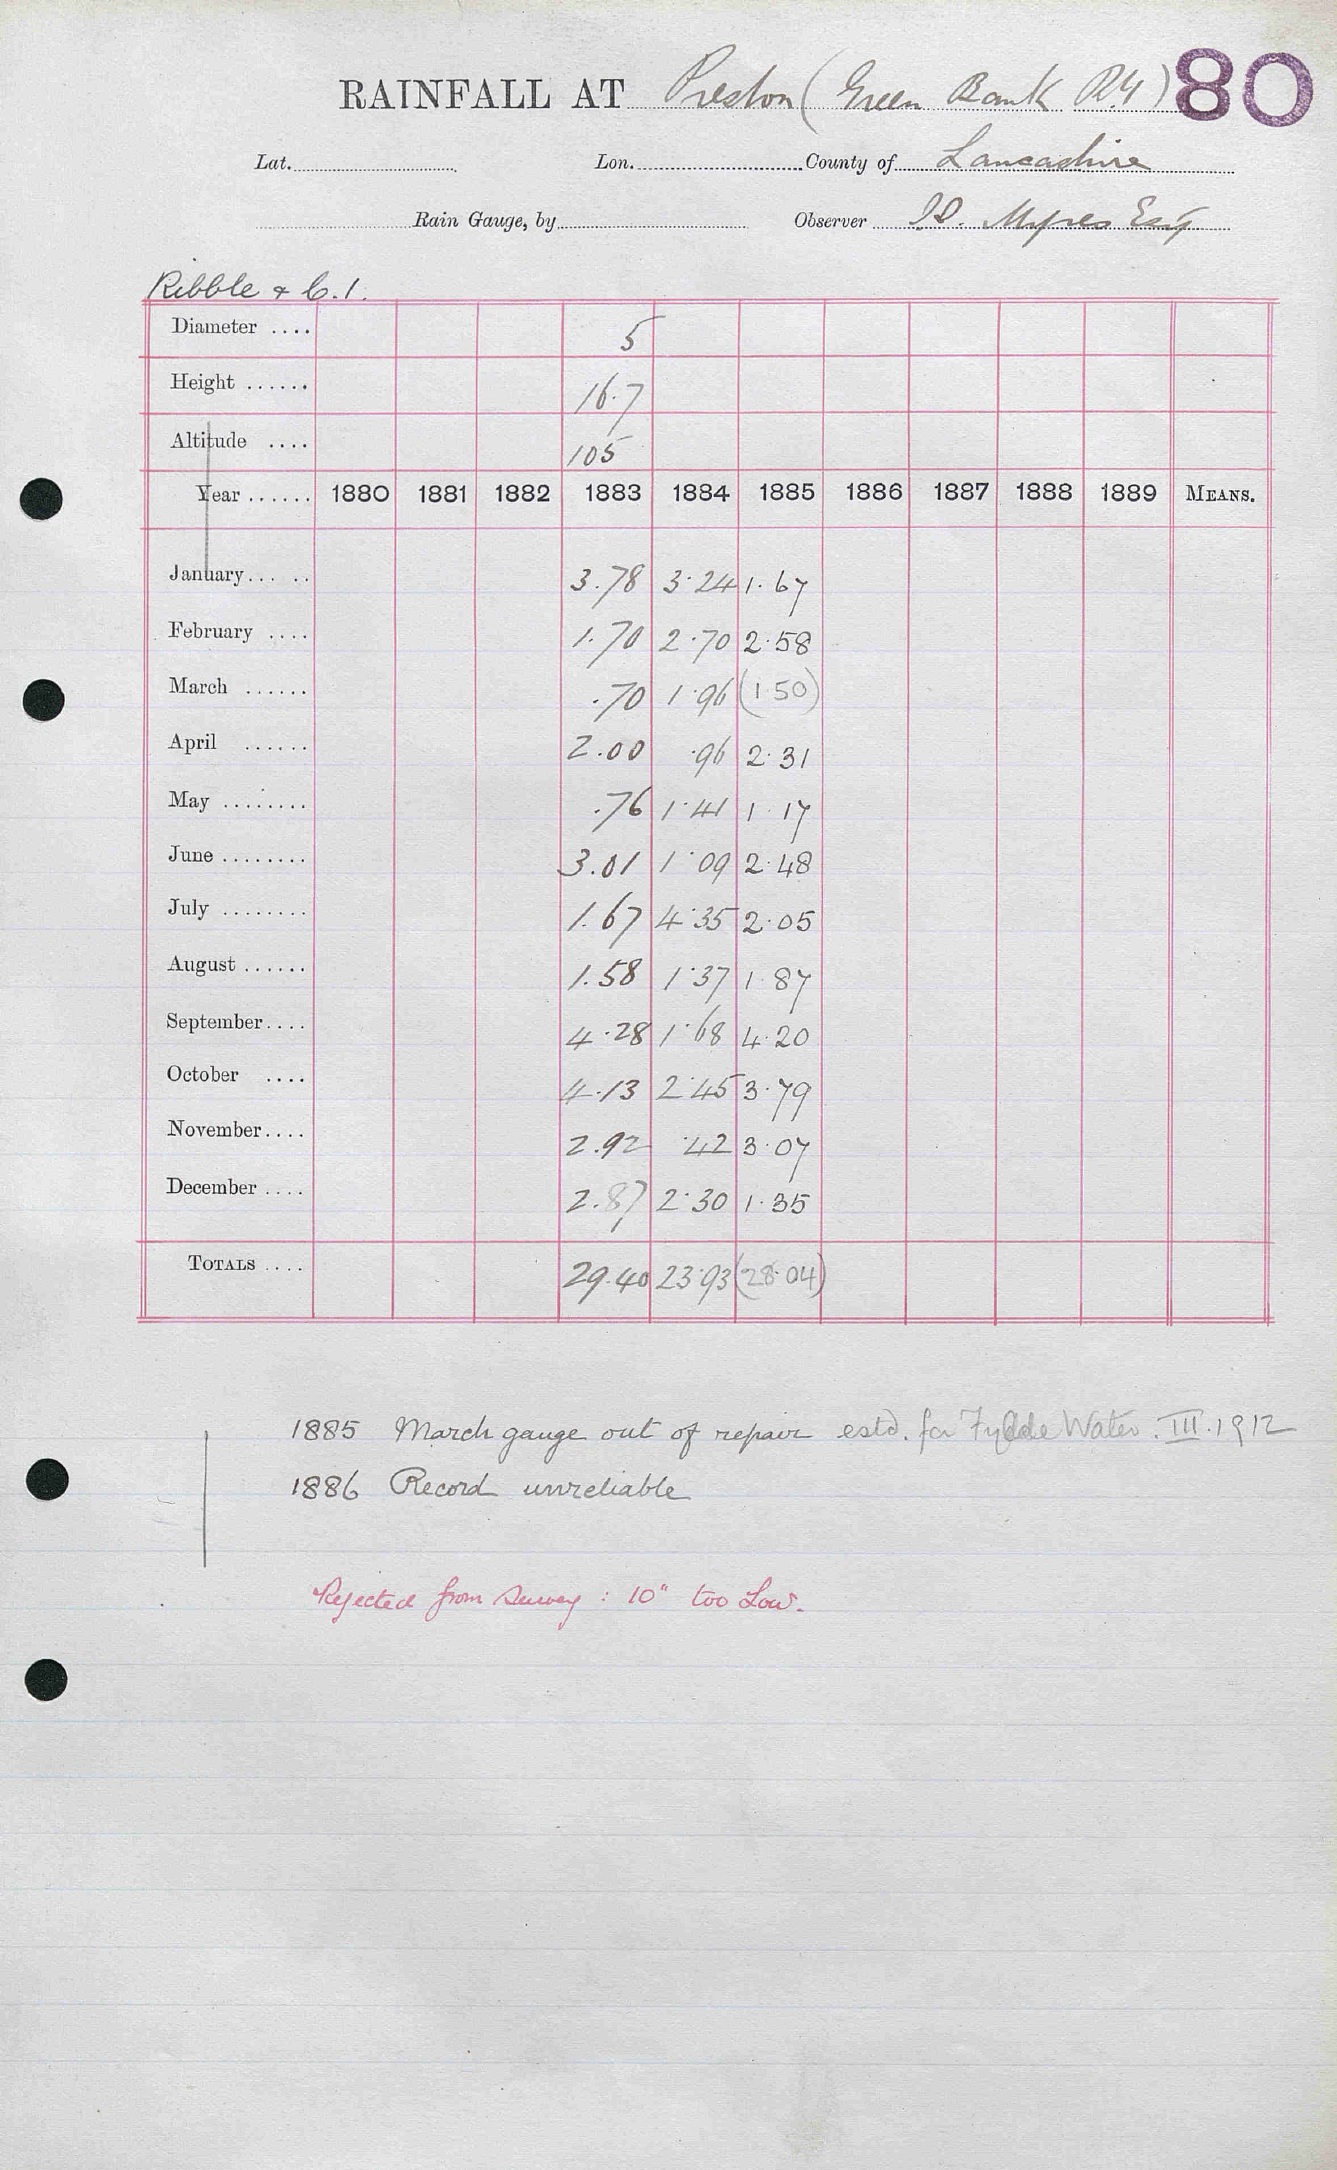 RAINFALL AT Preston (Green Bank Ry) 80
Lat. Lon. County of Lancashire
Rain Gauge, by Observer Myres Esq
Ribble & C.1.
Diameter .... 5
Height ...... 16.7
Altitude .... 105
Year ...... 1880 1881 1882 1883 1884 1885 1886 1887 1888 1889 MEANS.
January... .. 3.78 3.24 1.67
February .... 1.70 2.70 2.58
March ...... .70 1.96 (1.50)
April ...... 2.00 .96 2.31
May ........ .76 1.41 1.17
June ........ 3.01 1.09 2.48
July ........ 1.67 4.35 2.05
August ...... 1.58 1.37 1.87
September.... 4.28 1.68 4.20
October .... 4.13 2.45 3.79
November.... 2.92 .42 3.07
December .... 2.87 2.30 1.35
TOTALS .... 29.40 23.93 (28.04)
1885 March gauge out of repair estd. for Fylde Water. III.1912
1886 Record unreliable
Rejected from Survey : 10" too Low.